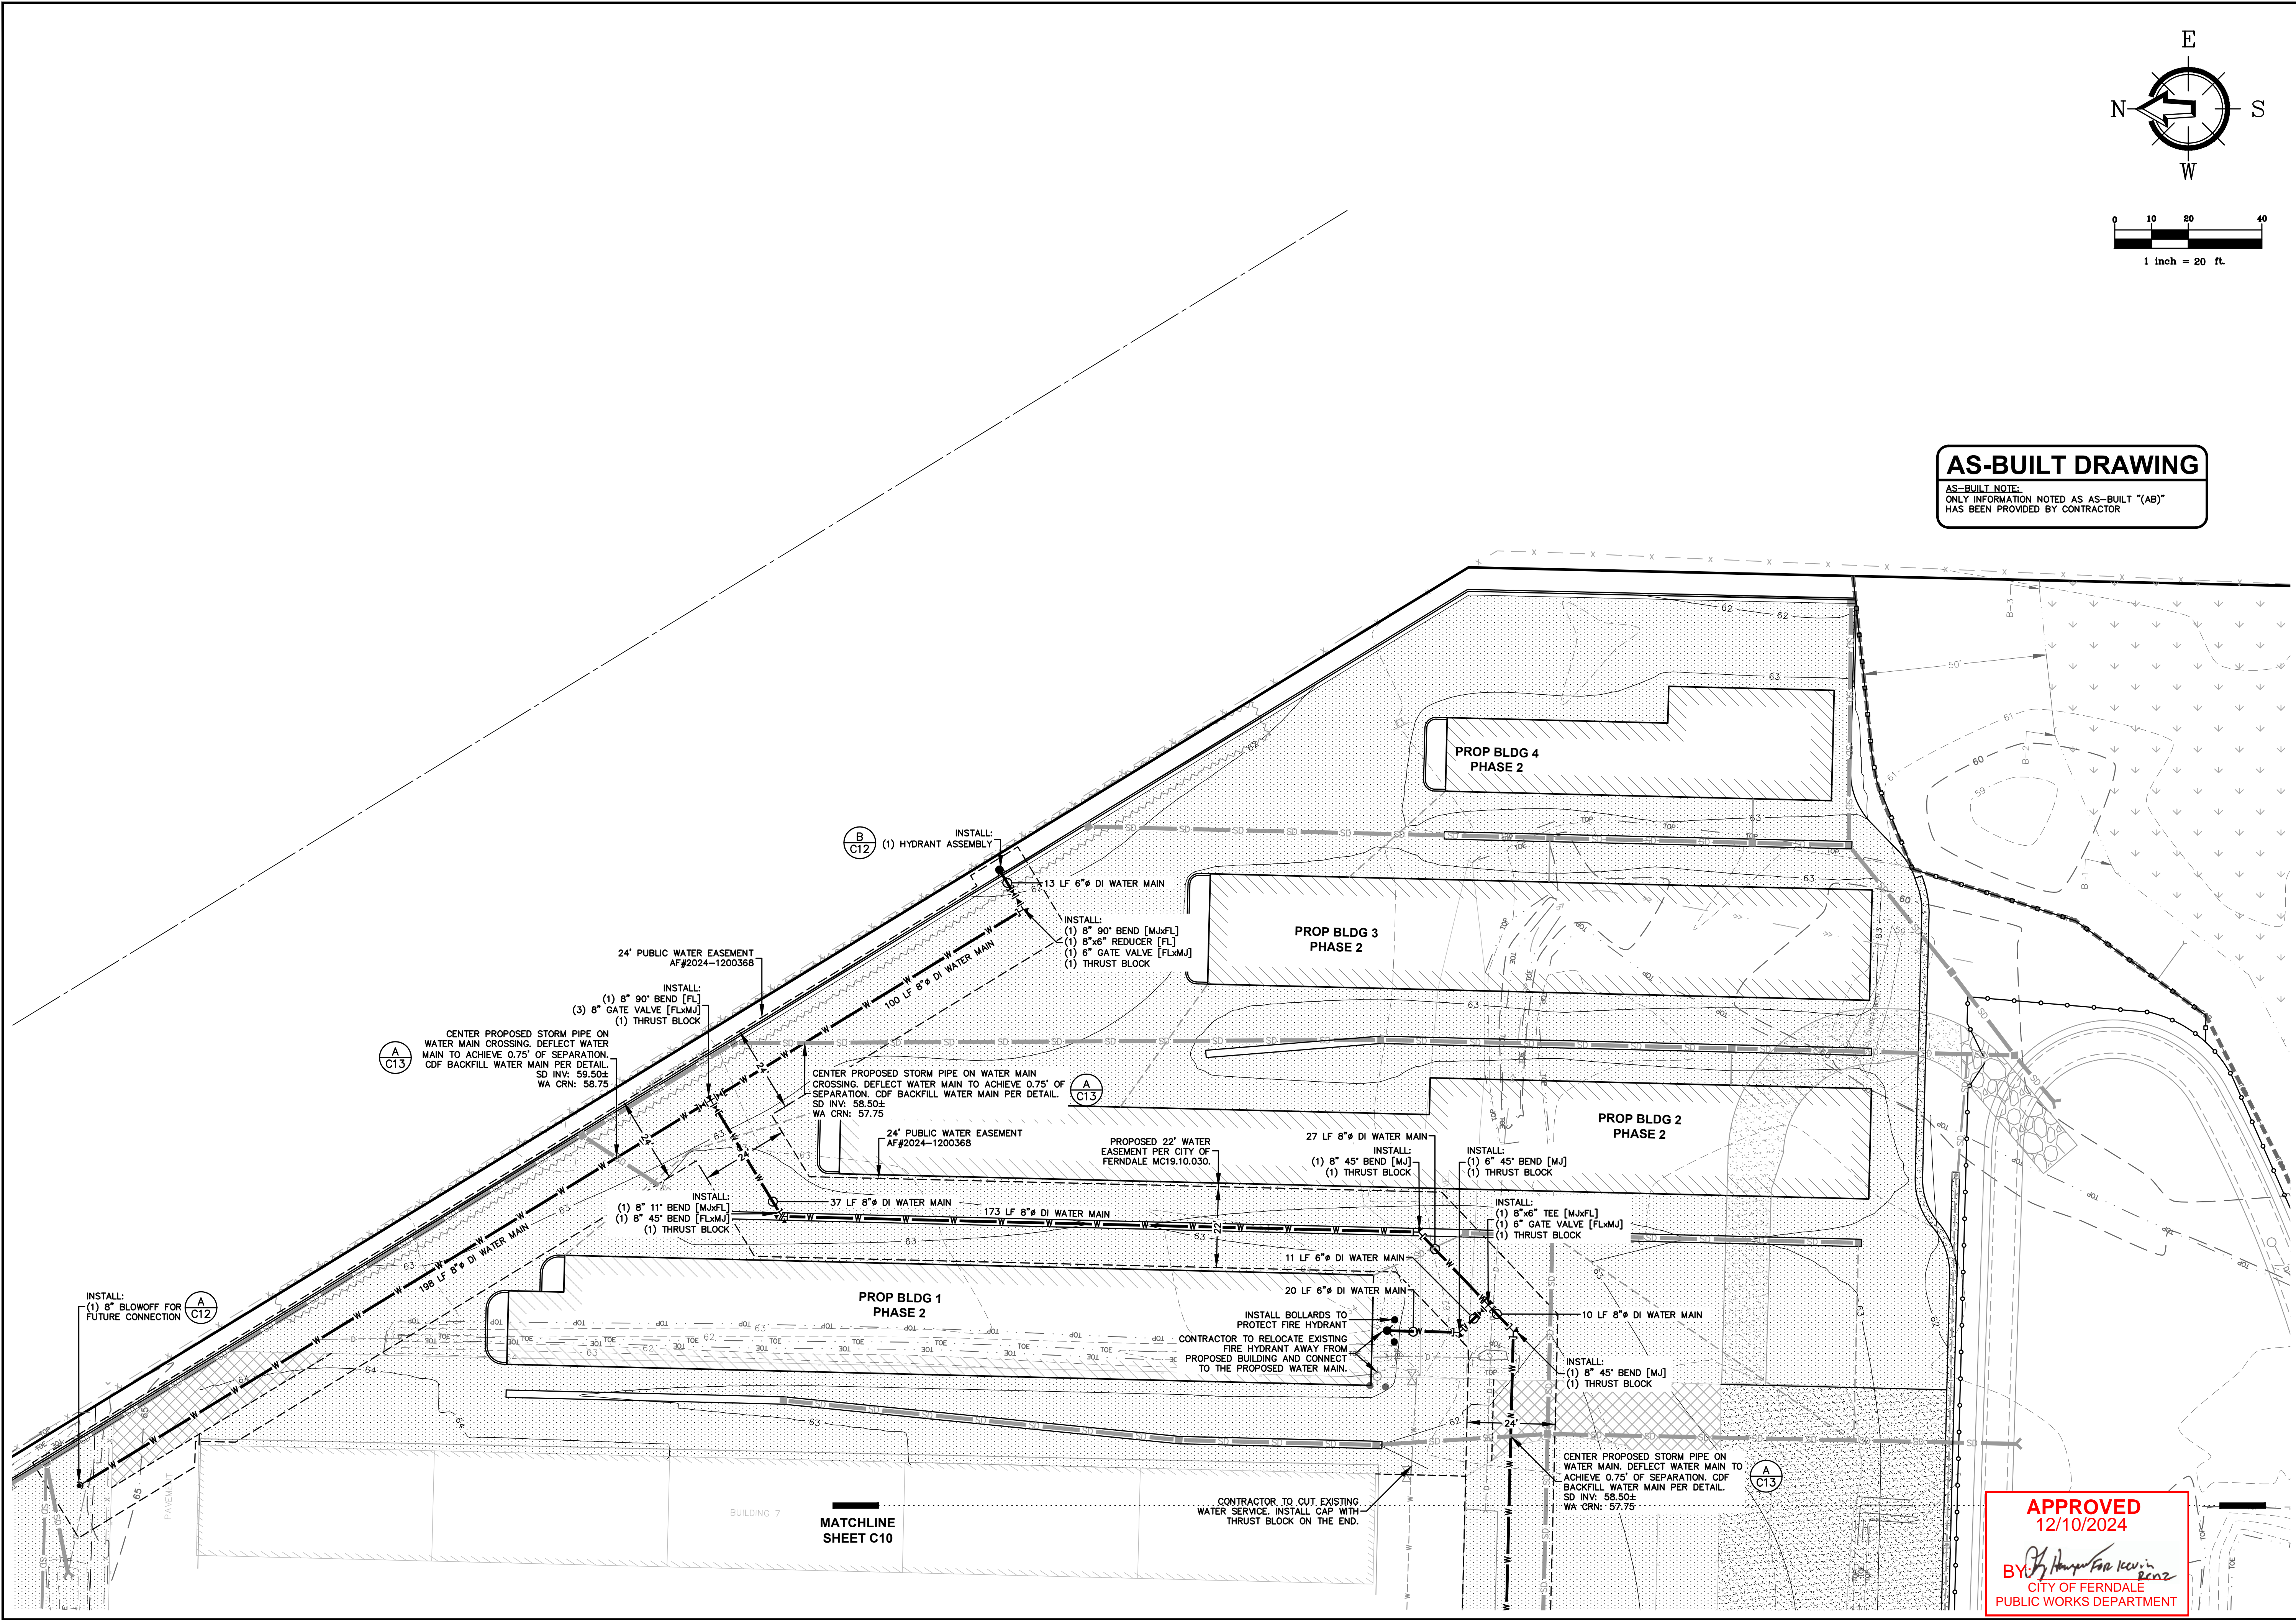 E
N
S
W
0 10 20 40
1 inch = 20 ft.
AS-BUILT DRAWING
AS-BUILT NOTE:
ONLY INFORMATION NOTED AS AS-BUILT "(AB)"
HAS BEEN PROVIDED BY CONTRACTOR
50'
B-3
B-2
B-1
PROP BLDG 4
PHASE 2
B
C12
INSTALL:
(1) HYDRANT ASSEMBLY
13 LF 6"ø DI WATER MAIN
INSTALL:
(1) 8" 90° BEND [MJxFL]
(1) 8"x6" REDUCER [FL]
(1) 6" GATE VALVE [FLxMJ]
(1) THRUST BLOCK
PROP BLDG 3
PHASE 2
24' PUBLIC WATER EASEMENT
AF#2024-1200368
100 LF 8"ø DI WATER MAIN
INSTALL:
(1) 8" 90° BEND [FL]
(3) 8" GATE VALVE [FLxMJ]
(1) THRUST BLOCK
A
C13
CENTER PROPOSED STORM PIPE ON
WATER MAIN CROSSING. DEFLECT WATER
MAIN TO ACHIEVE 0.75' OF SEPARATION.
CDF BACKFILL WATER MAIN PER DETAIL.
SD INV: 59.50±
WA CRN: 58.75
CENTER PROPOSED STORM PIPE ON WATER MAIN
CROSSING. DEFLECT WATER MAIN TO ACHIEVE 0.75' OF
SEPARATION. CDF BACKFILL WATER MAIN PER DETAIL.
SD INV: 58.50±
WA CRN: 57.75
A
C13
24'
24'
24'
PROP BLDG 2
PHASE 2
24' PUBLIC WATER EASEMENT
AF#2024-1200368
PROPOSED 22' WATER
EASEMENT PER CITY OF
FERNDALE MC19.10.030.
27 LF 8"ø DI WATER MAIN
INSTALL:
(1) 8" 45° BEND [MJ]
(1) THRUST BLOCK
INSTALL:
(1) 6" 45° BEND [MJ]
(1) THRUST BLOCK
INSTALL:
(1) 8"x6" TEE [MJxFL]
(1) 6" GATE VALVE [FLxMJ]
(1) THRUST BLOCK
INSTALL:
(1) 8" 11° BEND [MJxFL]
(1) 8" 45° BEND [FLxMJ]
(1) THRUST BLOCK
37 LF 8"ø DI WATER MAIN
173 LF 8"ø DI WATER MAIN
22'
198 LF 8"ø DI WATER MAIN
11 LF 6"ø DI WATER MAIN
20 LF 6"ø DI WATER MAIN
10 LF 8"ø DI WATER MAIN
INSTALL:
(1) 8" BLOWOFF FOR
FUTURE CONNECTION
A
C12
PROP BLDG 1
PHASE 2
INSTALL BOLLARDS TO
PROTECT FIRE HYDRANT
CONTRACTOR TO RELOCATE EXISTING
FIRE HYDRANT AWAY FROM
PROPOSED BUILDING AND CONNECT
TO THE PROPOSED WATER MAIN.
INSTALL:
(1) 8" 45° BEND [MJ]
(1) THRUST BLOCK
24'
CENTER PROPOSED STORM PIPE ON
WATER MAIN. DEFLECT WATER MAIN TO
ACHIEVE 0.75' OF SEPARATION. CDF
BACKFILL WATER MAIN PER DETAIL.
SD INV: 58.50±
WA CRN: 57.75
A
C13
PAVEMENT
BUILDING 7
MATCHLINE
SHEET C10
CONTRACTOR TO CUT EXISTING
WATER SERVICE. INSTALL CAP WITH
THRUST BLOCK ON THE END.
APPROVED
12/10/2024
BY: FOR Kevin Renz
CITY OF FERNDALE
PUBLIC WORKS DEPARTMENT